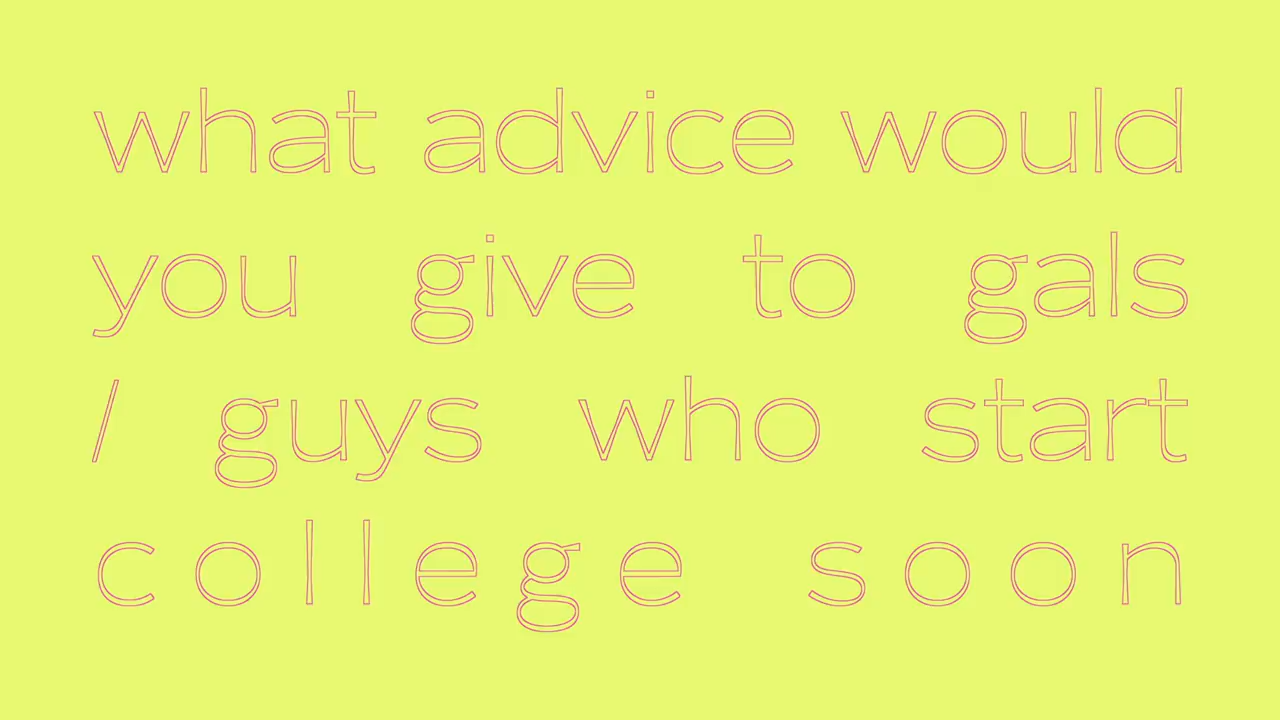 what advice would
you give to gals
/ guys who start
college soon